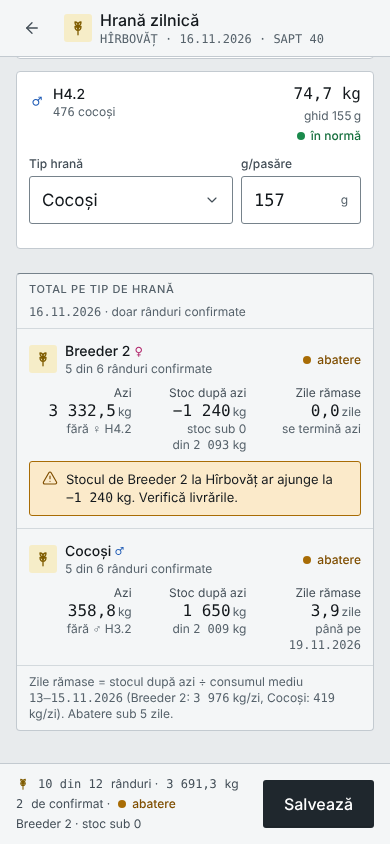 Hrană zilnică
HÎRBOVĂȚ · 16.11.2026 · SAPT 40
♂ H4.2
74,7 kg
476 cocoși
ghid 155 g
în normă
Tip hrană
g/pasăre
Cocoși
157 g
TOTAL PE TIP DE HRANĂ
16.11.2026 · doar rânduri confirmate
Breeder 2 ♀
abatere
5 din 6 rânduri confirmate
Azi
Stoc după azi
Zile rămase
3 332,5 kg
−1 240 kg
0,0 zile
fără ♀ H4.2
stoc sub 0
se termină azi
din 2 093 kg
Stocul de Breeder 2 la Hîrbovăț ar ajunge la
−1 240 kg. Verifică livrările.
Cocoși ♂
abatere
5 din 6 rânduri confirmate
Azi
Stoc după azi
Zile rămase
358,8 kg
1 650 kg
3,9 zile
fără ♂ H3.2
din 2 009 kg
până pe
19.11.2026
Zile rămase = stocul după azi ÷ consumul mediu
13–15.11.2026 (Breeder 2: 3 976 kg/zi, Cocoși: 419
kg/zi). Abatere sub 5 zile.
10 din 12 rânduri · 3 691,3 kg
2 de confirmat · abatere
Breeder 2 · stoc sub 0
Salvează